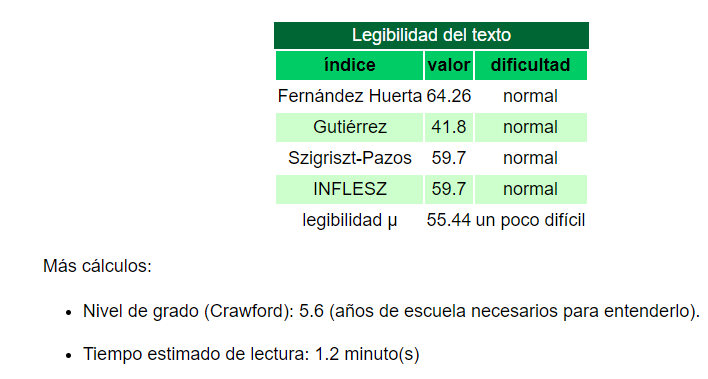 Legibilidad del texto
índice valor dificultad
Fernández Huerta 64.26 normal
Gutiérrez 41.8 normal
Szigriszt-Pazos 59.7 normal
INFLESZ 59.7 normal
legibilidad µ 55.44 un poco difícil
Más cálculos:
• Nivel de grado (Crawford): 5.6 (años de escuela necesarios para entenderlo).
• Tiempo estimado de lectura: 1.2 minuto(s)